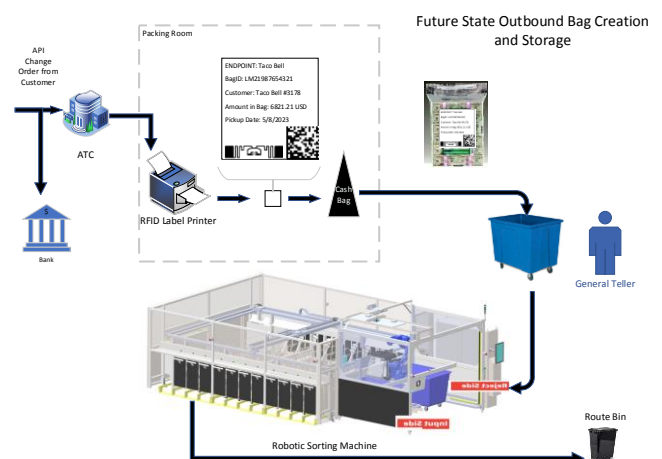 Future State Outbound Bag Creation
and Storage
API
Change
Order from
Customer
Packing Room
ENDPOINT: Taco Bell
BagID: LM21987654321
Customer: Taco Bell #3178
Amount in Bag: 6821.21 USD
Pickup Date: 5/8/2023
ATC
RFID Label Printer
Cash
Bag
$
Bank
General Teller
Reject Side
Input Side
Robotic Sorting Machine
Route Bin